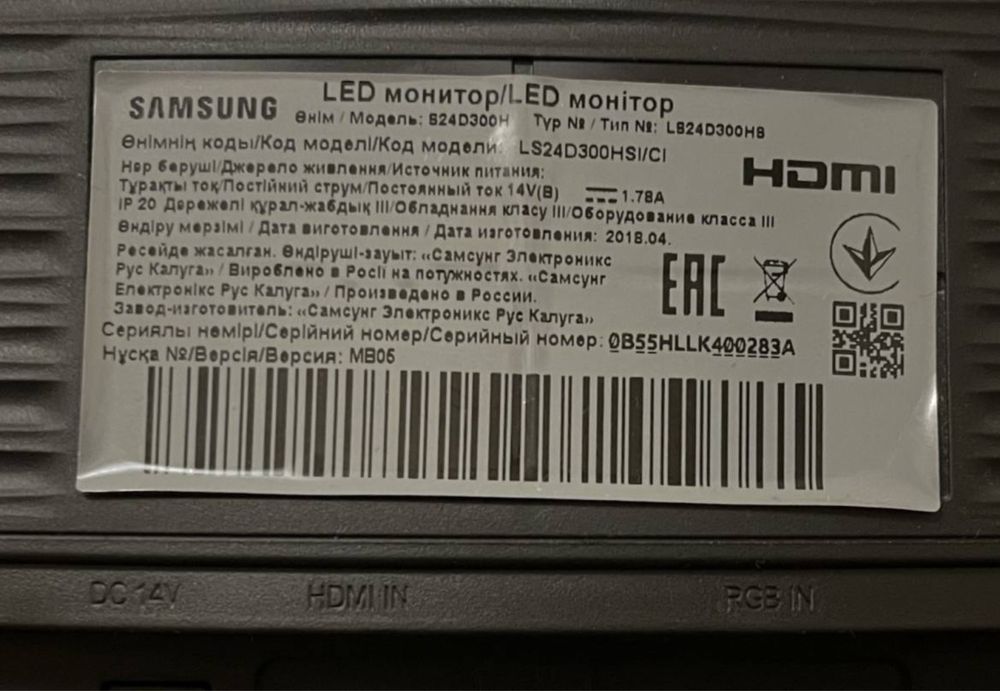 SAMSUNG
LED монитор/LED монітор
Өнім / Модель: S24D300H Түр № / Тип №: LS24D300HS
Өнімнің коды/Код моделі/Код модели: LS24D300HSI/CI
HDMI
Нәр беруші/Джерело живлення/Источник питания:
Тұрақты ток/Постійний струм/Постоянный ток 14V(В) 1.78A
IP 20 Дәрежелі құрал-жабдық III/Обладнання класу III/Оборудование класса III
Өндіру мерзімі / Дата виготовлення / Дата изготовления: 2018.04.
Ресейде жасалған. Өндіруші-зауыт: «Самсунг Электроникс
Рус Калуга» / Вироблено в Росії на потужностях. «Самсунг
Електронікс Рус Калуга» / Произведено в России.
Завод-изготовитель: «Самсунг Электроникс Рус Калуга»
EAC
Сериялы нөмірі/Серійний номер/Серийный номер: 0B55HLLK400283A
Нұсқа №/Версія/Версия: MB05
DC 14V HDMI IN RGB IN